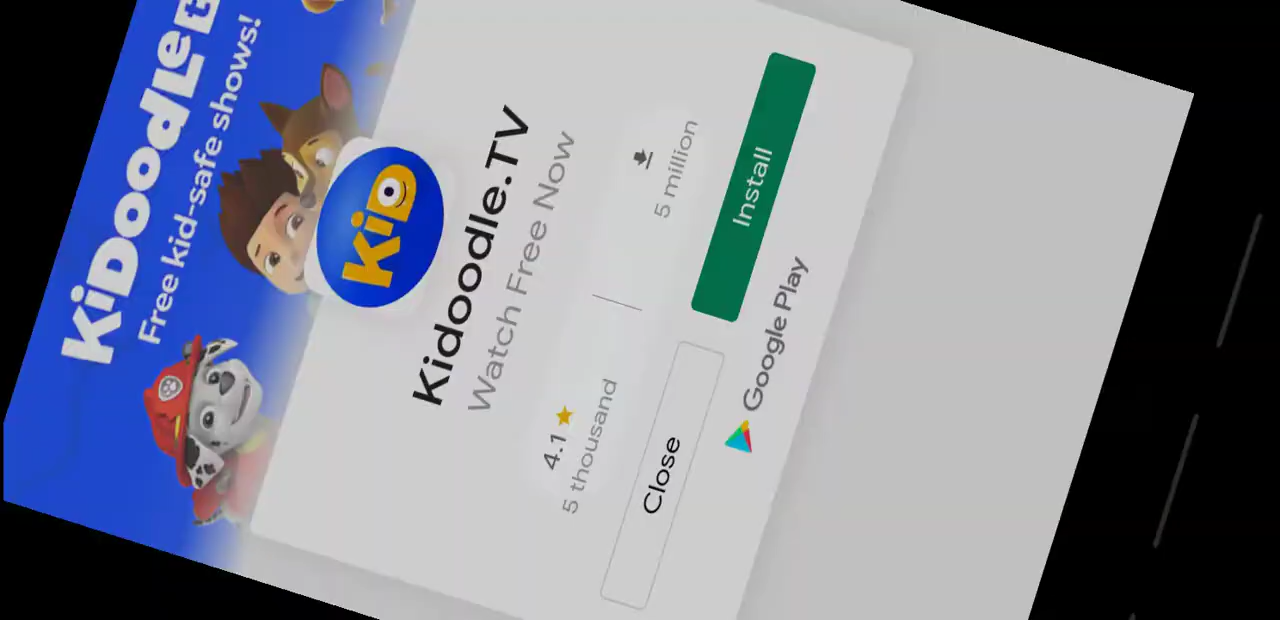 KiDoodLe
Free kid-safe shows!
KiD
Kidoodle.TV
Watch Free Now
4.1 ★
5 thousand
5 million
Close
Install
Google Play